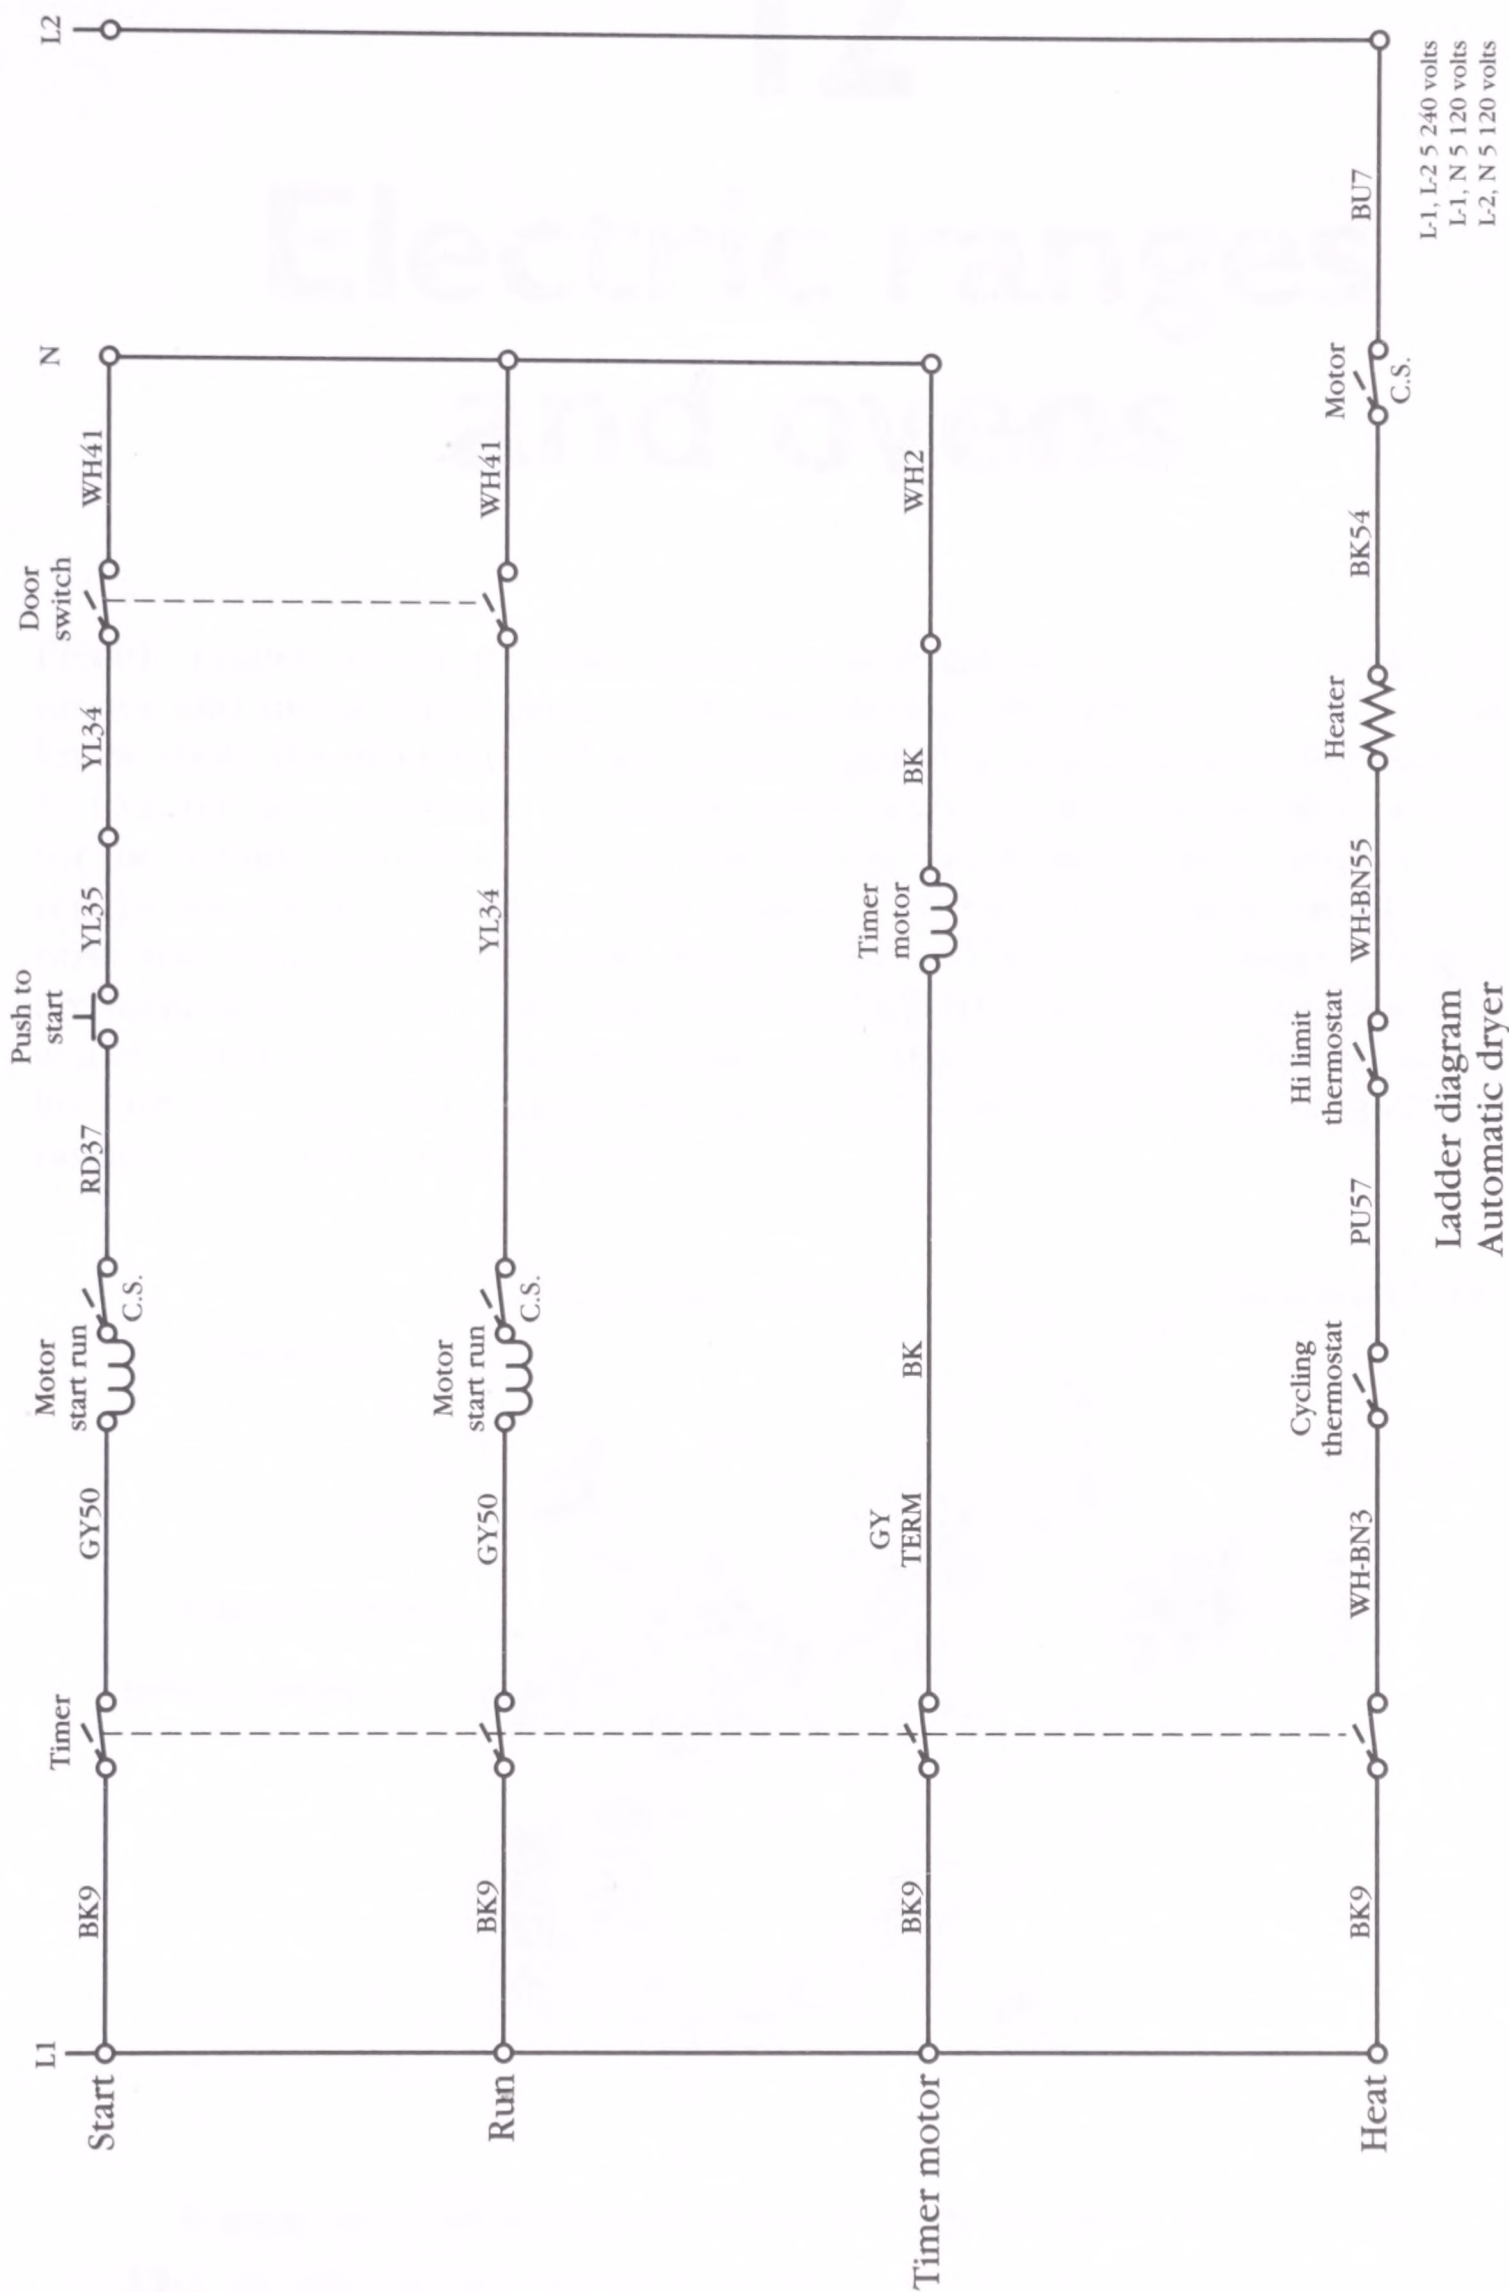 L1
N
L2
Start
BK9
Timer
GY50
Motor
start run
C.S.
RD37
Push to
start
YL35
YL34
Door
switch
WH41
Run
BK9
GY50
Motor
start run
C.S.
YL34
WH41
Timer motor
BK9
GY
TERM
BK
Timer
motor
BK
WH2
Heat
BK9
WH-BN3
Cycling
thermostat
PU57
Hi limit
thermostat
WH-BN55
Heater
BK54
Motor
C.S.
BU7
L-1, L-2 5 240 volts
L-1, N 5 120 volts
L-2, N 5 120 volts
Ladder diagram
Automatic dryer